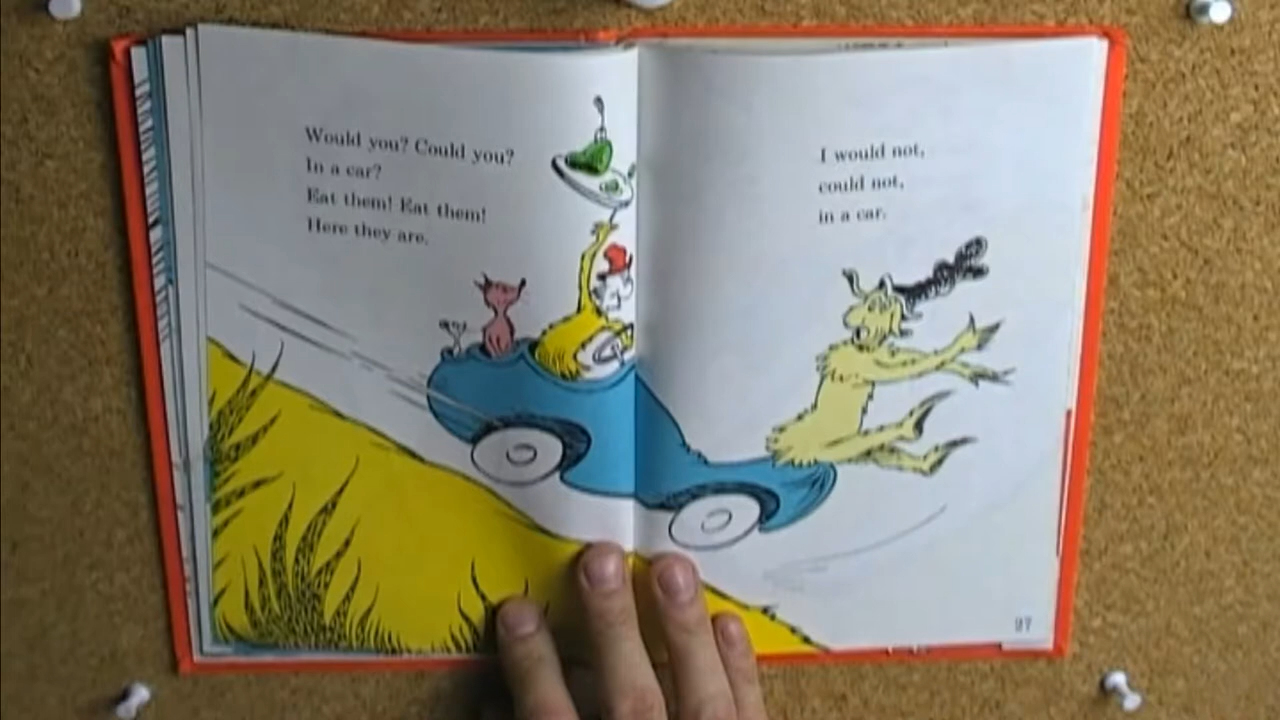 Would you? Could you?
In a car?
Eat them! Eat them!
Here they are.
I would not,
could not,
in a car.
27